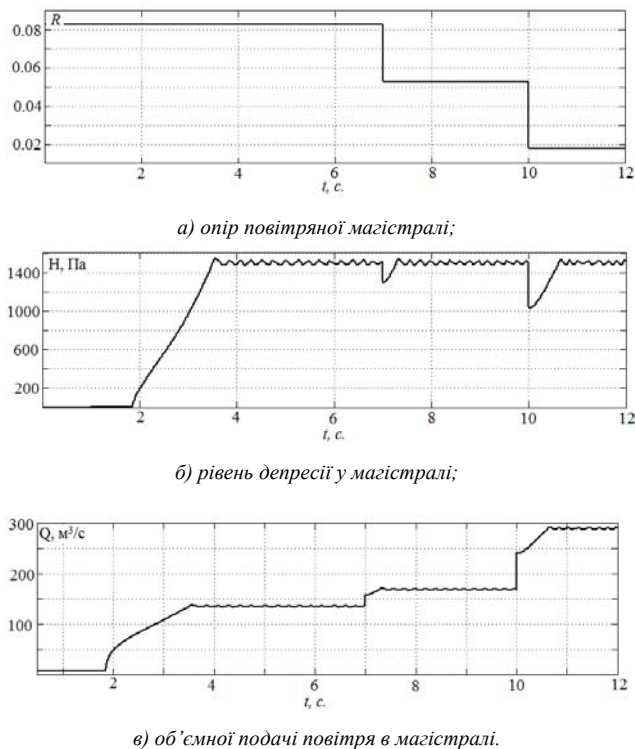 R
0.08
0.06
0.04
0.02
2 4 6 8 10 12
t, с.
а) опір повітряної магістралі;
Н, Па
1400
1000
600
200
2 4 6 8 10 12
t, с.
б) рівень депресії у магістралі;
300
Q, м³/с
200
100
2 4 6 8 10 12
t, с.
в) об’ємної подачі повітря в магістралі.